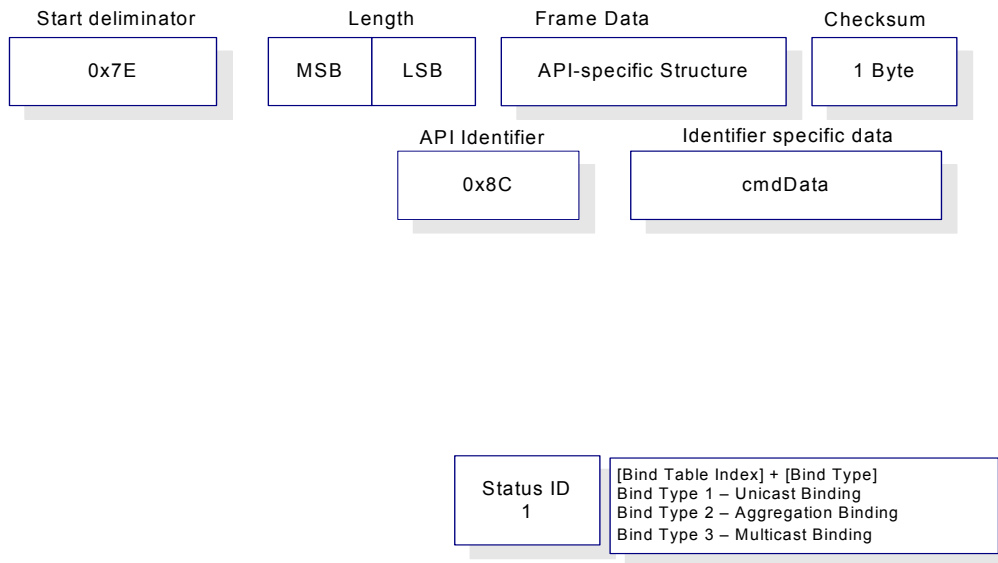 Start deliminator
Length
Frame Data
Checksum
0x7E
MSB
LSB
API-specific Structure
1 Byte
API Identifier
Identifier specific data
0x8C
cmdData
Status ID
1
[Bind Table Index] + [Bind Type]
Bind Type 1 – Unicast Binding
Bind Type 2 – Aggregation Binding
Bind Type 3 – Multicast Binding